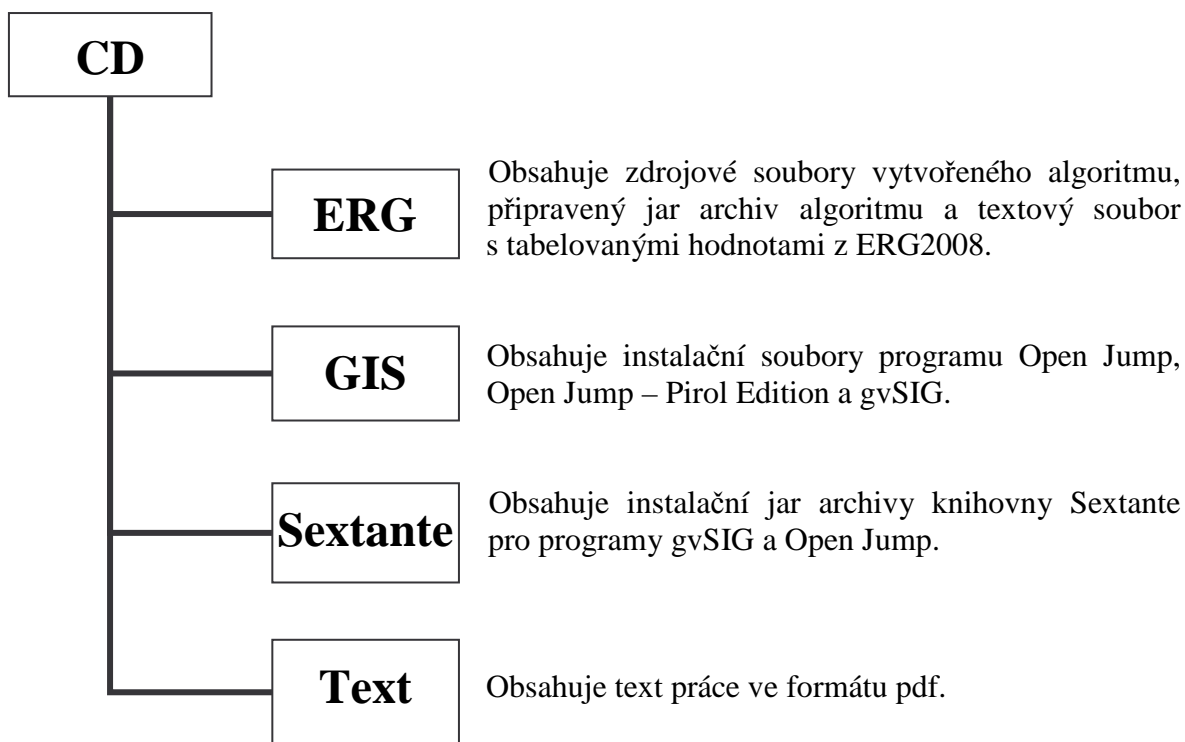 CD
ERG
Obsahuje zdrojové soubory vytvořeného algoritmu,
připravený jar archiv algoritmu a textový soubor
s tabelovanými hodnotami z ERG2008.
GIS
Obsahuje instalační soubory programu Open Jump,
Open Jump – Pirol Edition a gvSIG.
Sextante
Obsahuje instalační jar archivy knihovny Sextante
pro programy gvSIG a Open Jump.
Text
Obsahuje text práce ve formátu pdf.